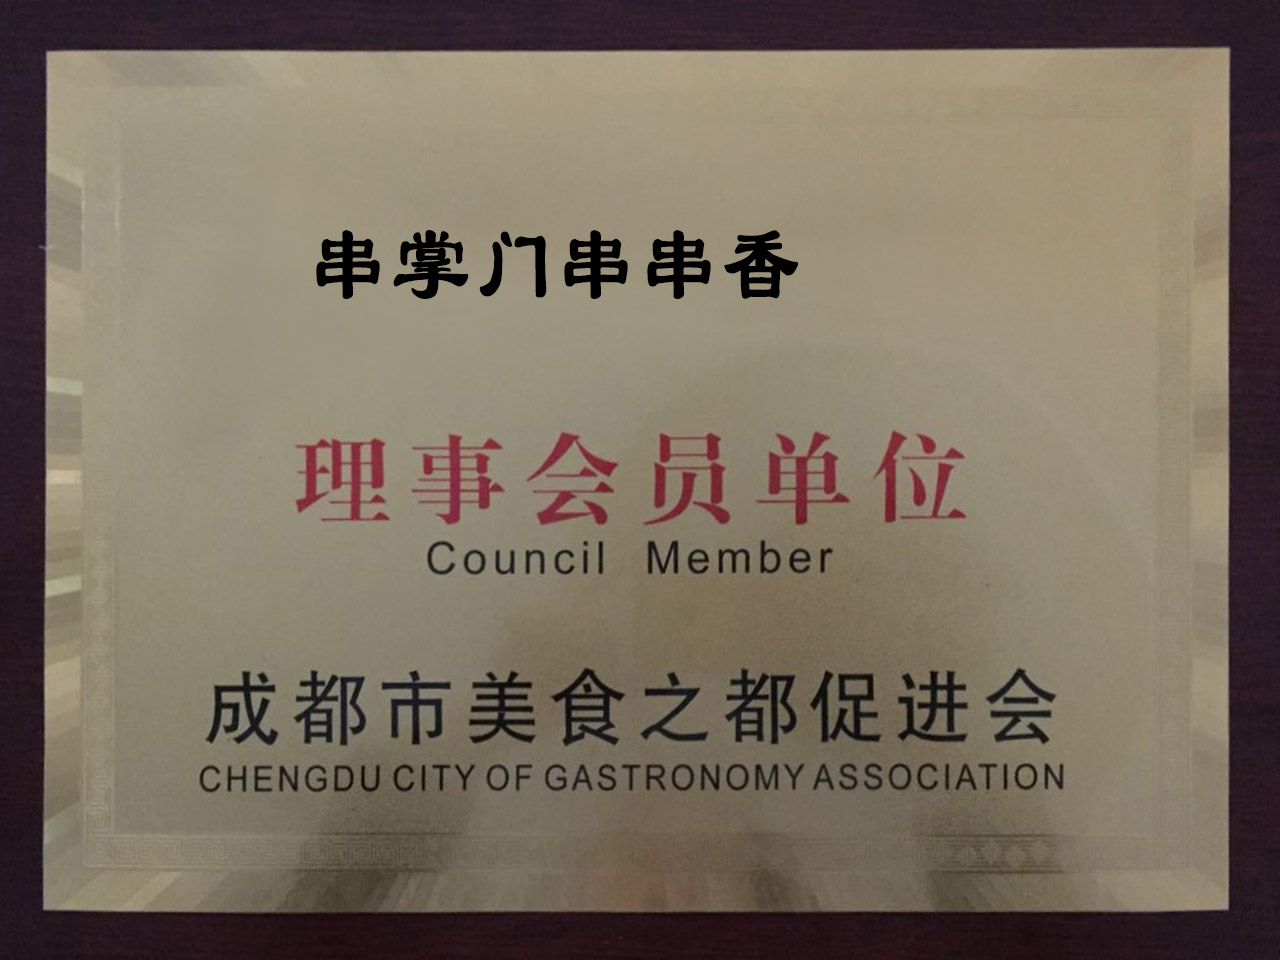 串掌门串串香
理事会员单位
Council Member
成都市美食之都促进会
CHENGDU CITY OF GASTRONOMY ASSOCIATION